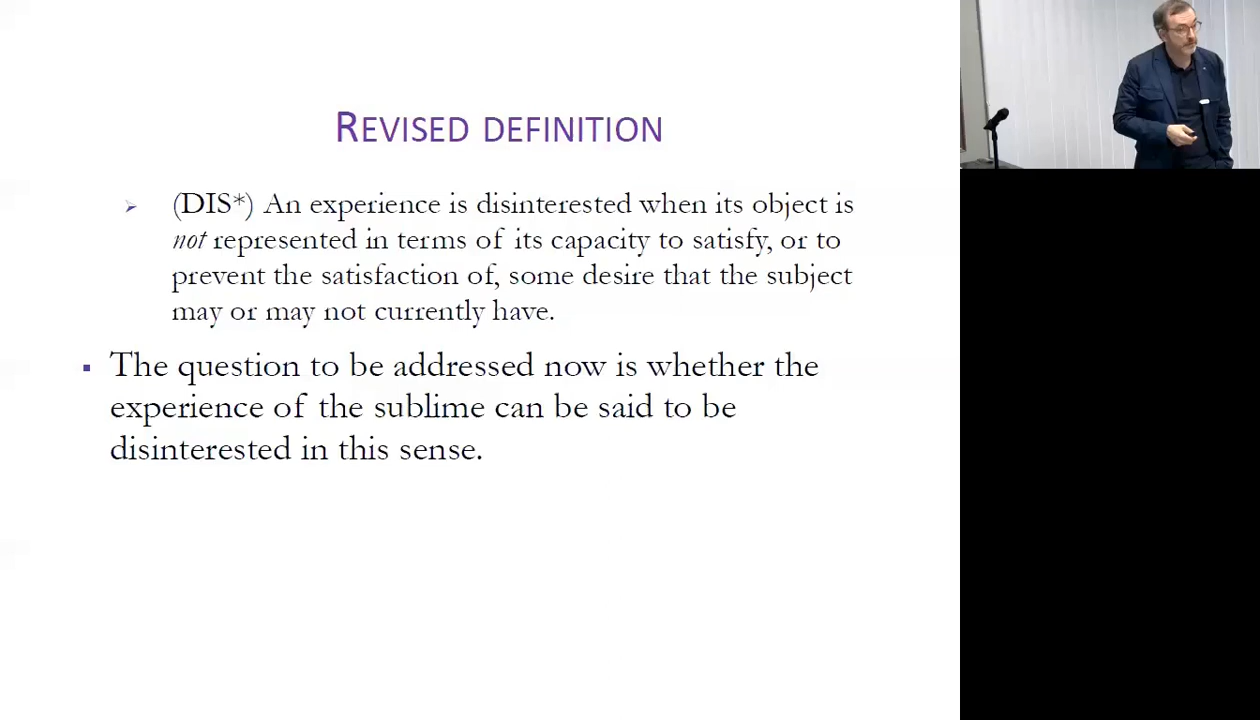 REVISED DEFINITION
(DIS*) An experience is disinterested when its object is
not represented in terms of its capacity to satisfy, or to
prevent the satisfaction of, some desire that the subject
may or may not currently have.
The question to be addressed now is whether the
experience of the sublime can be said to be
disinterested in this sense.